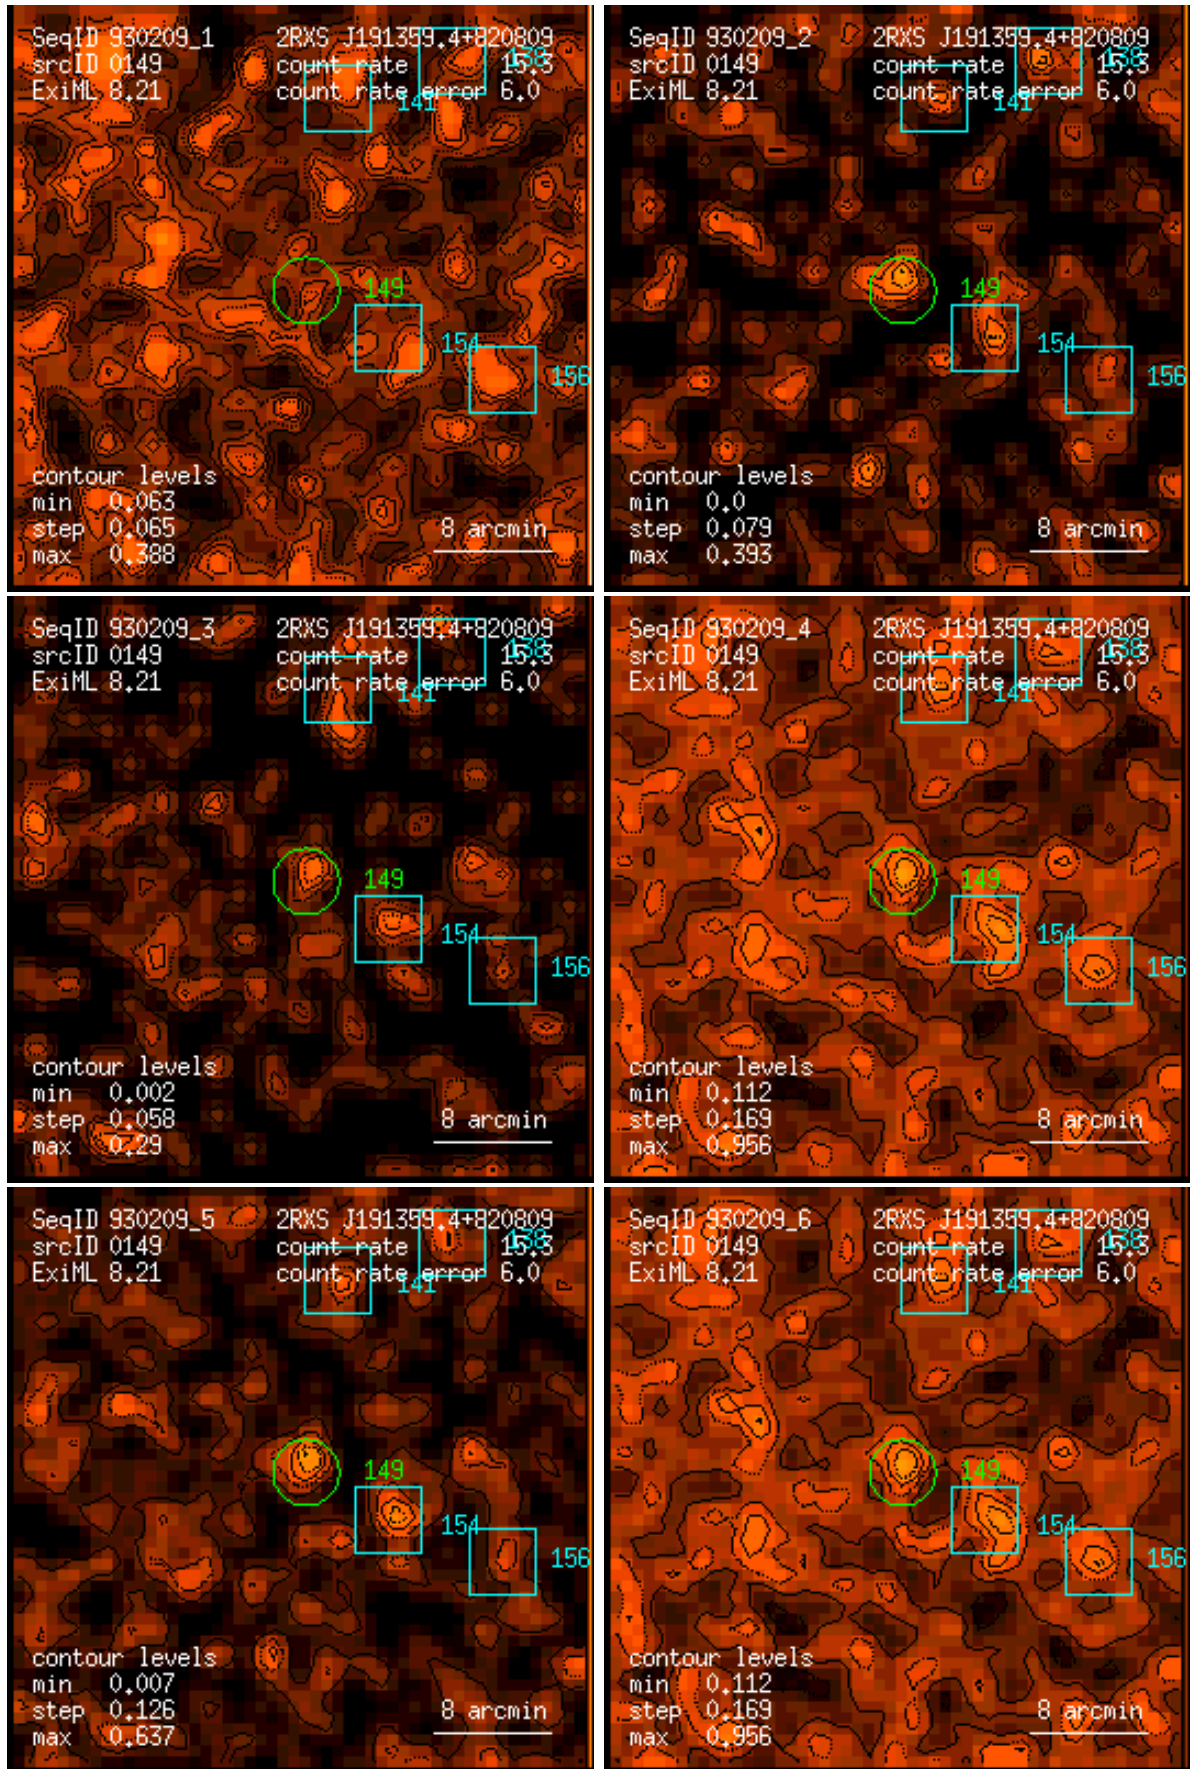 SeqID 930209_1 2RXS J191359.4+820809
srcID 0149 count rate 15.3 138
ExiML 8.21 count rate error 6.0
141
149
154
156
contour levels
min 0.063
step 0.065 8 arcmin
max 0.388
SeqID 930209_2 2RXS J191359.4+820809
srcID 0149 count rate 15.3 138
ExiML 8.21 count rate error 6.0
141
149
154
156
contour levels
min 0.0
step 0.079 8 arcmin
max 0.393
SeqID 930209_3 2RXS J191359.4+820809
srcID 0149 count rate 15.3 138
ExiML 8.21 count rate error 6.0
141
149
154
156
contour levels
min 0.002
step 0.058 8 arcmin
max 0.29
SeqID 930209_4 2RXS J191359.4+820809
srcID 0149 count rate 15.3 138
ExiML 8.21 count rate error 6.0
141
149
154
156
contour levels
min 0.112
step 0.169 8 arcmin
max 0.956
SeqID 930209_5 2RXS J191359.4+820809
srcID 0149 count rate 15.3 138
ExiML 8.21 count rate error 6.0
141
149
154
156
contour levels
min 0.007
step 0.126 8 arcmin
max 0.637
SeqID 930209_6 2RXS J191359.4+820809
srcID 0149 count rate 15.3 138
ExiML 8.21 count rate error 6.0
141
149
154
156
contour levels
min 0.112
step 0.169 8 arcmin
max 0.956